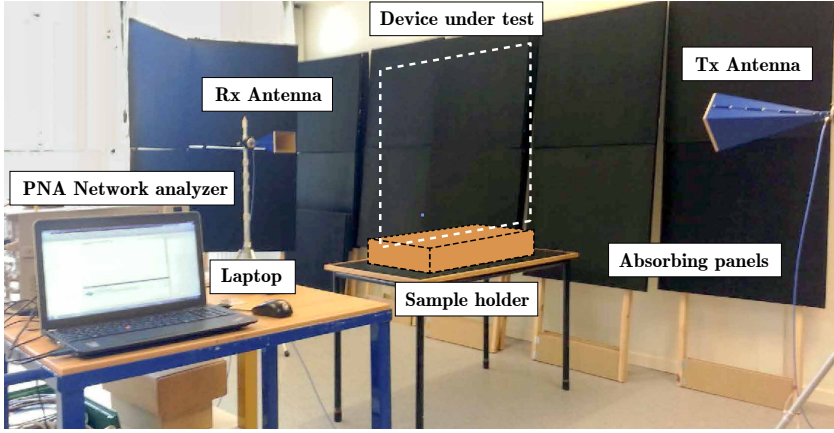 Device under test
Tx Antenna
Rx Antenna
PNA Network analyzer
Laptop
Absorbing panels
Sample holder